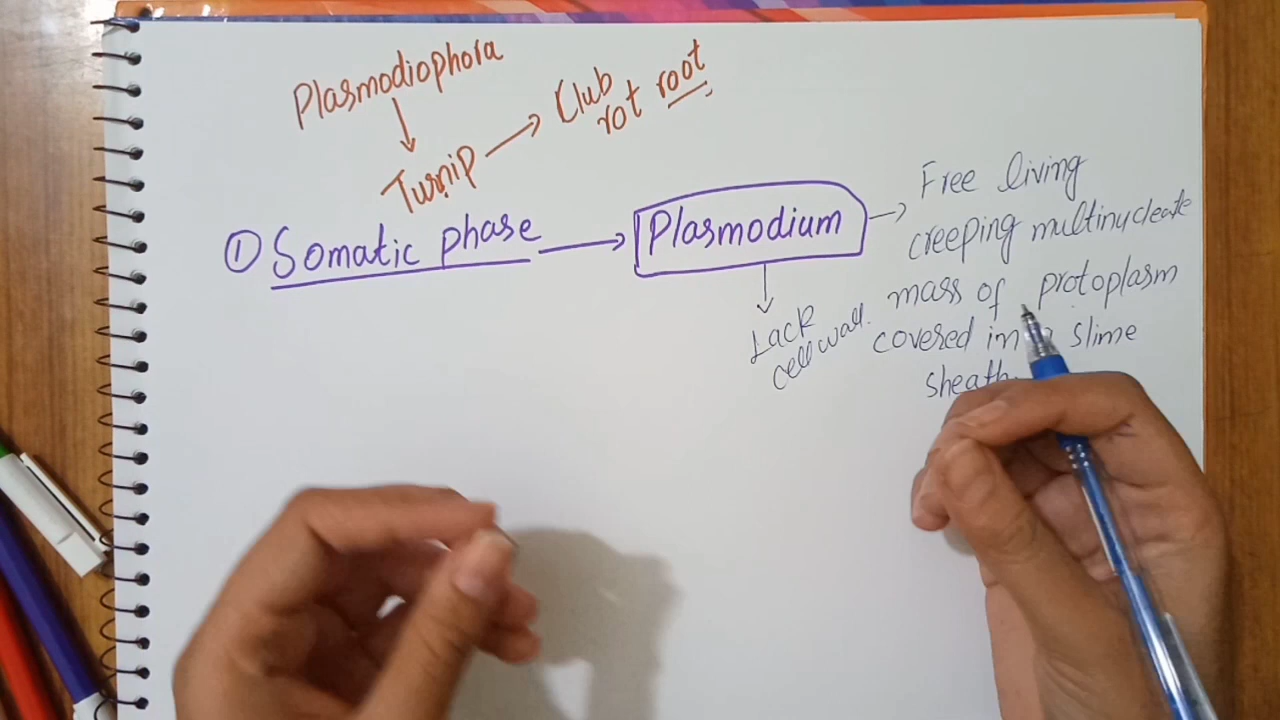 Plasmodiophora
Turnip
Club
rot root
① Somatic phase
Plasmodium
Free living
creeping multinucleate
mass of protoplasm
covered in a slime
sheath
Lack
cell wall.